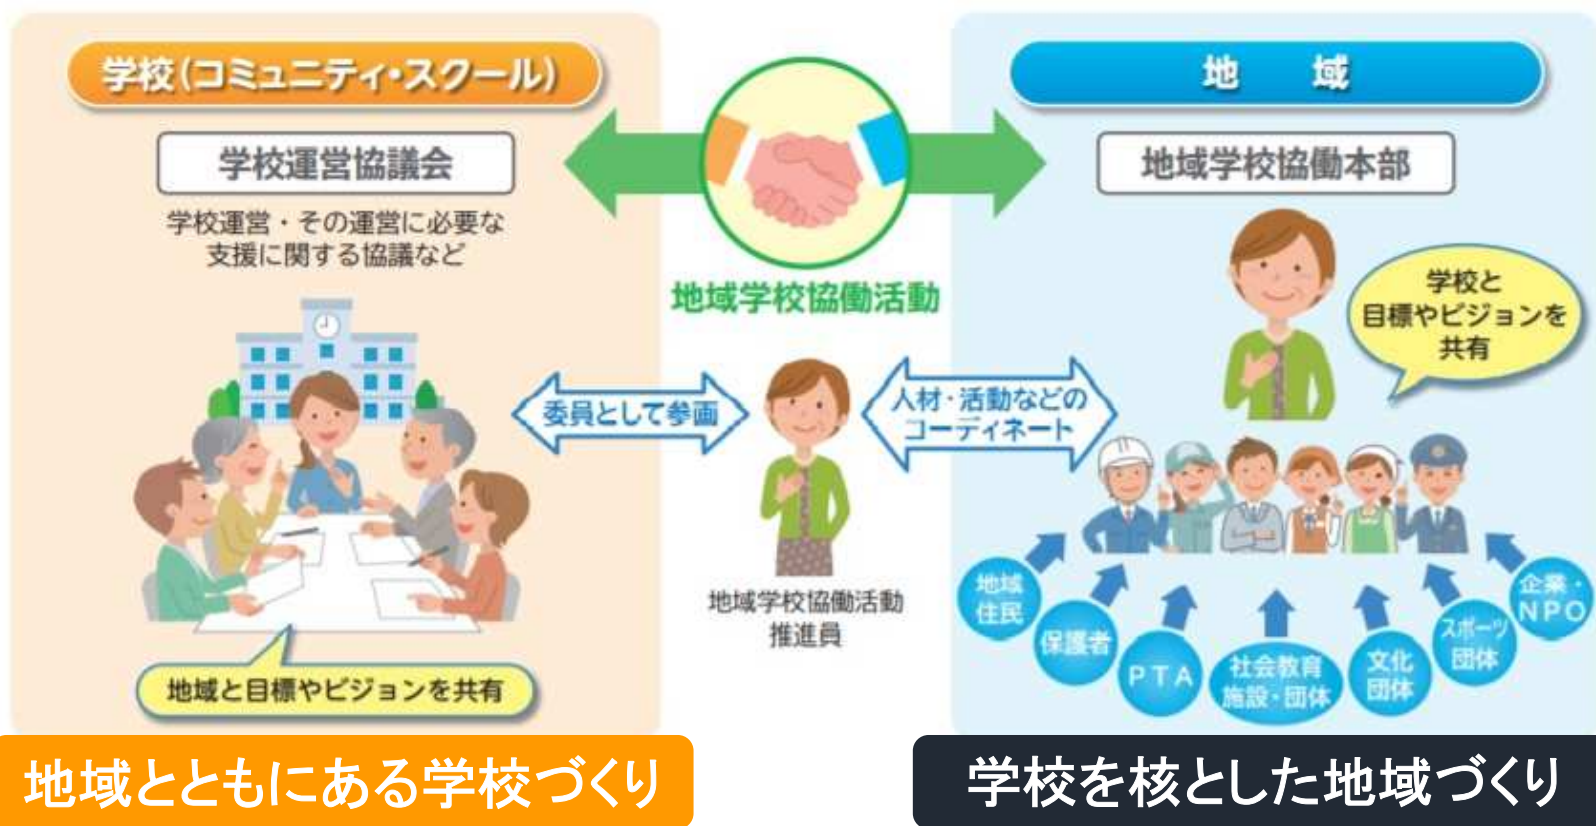 学校(コミュニティ・スクール)
学校運営協議会
学校運営・その運営に必要な
支援に関する協議など
地域と目標やビジョンを共有
地域とともにある学校づくり
地域学校協働活動
委員として参画
人材・活動などの
コーディネート
地域学校協働活動
推進員
地　域
地域学校協働本部
学校と
目標やビジョンを
共有
地域
住民
保護者
PTA
社会教育
施設・団体
文化
団体
スポーツ
団体
企業・
NPO
学校を核とした地域づくり